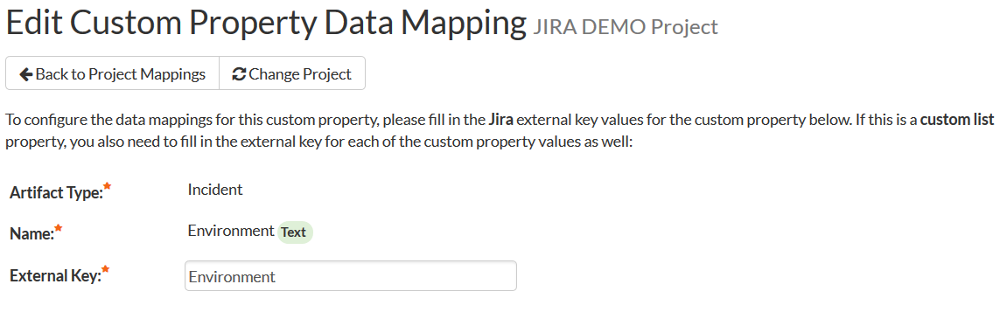 Edit Custom Property Data Mapping JIRA DEMO Project
Back to Project Mappings Change Project
To configure the data mappings for this custom property, please fill in the Jira external key values for the custom property below. If this is a custom list
property, you also need to fill in the external key for each of the custom property values as well:
Artifact Type:* Incident
Name:* Environment Text
External Key:* Environment